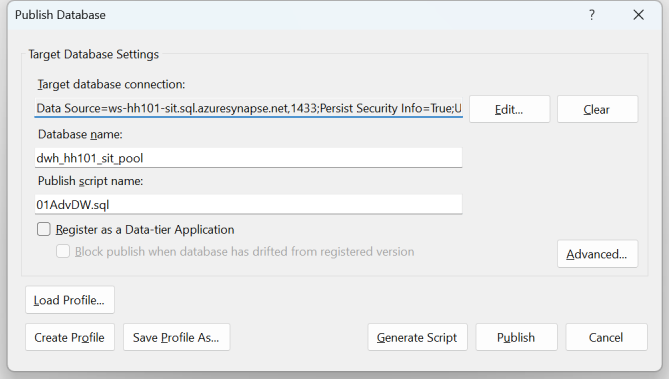 Publish Database
Target Database Settings
Target database connection:
Data Source=ws-hh101-sit.sql.azuresynapse.net,1433;Persist Security Info=True;U
Edit...
Clear
Database name:
dwh_hh101_sit_pool
Publish script name:
01AdvDW.sql
Register as a Data-tier Application
Block publish when database has drifted from registered version
Advanced...
Load Profile...
Create Profile
Save Profile As...
Generate Script
Publish
Cancel